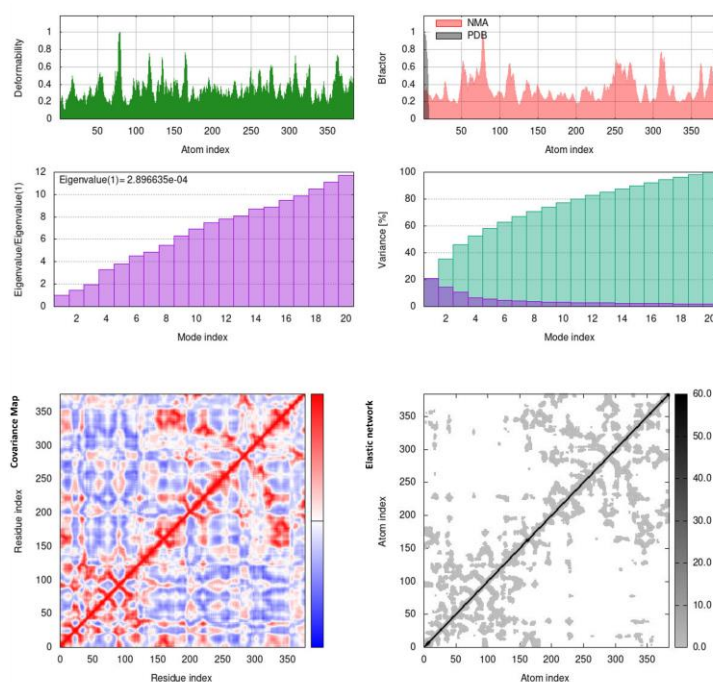 Deformability
1
0.8
0.6
0.4
0.2
0
50 100 150 200 250 300 350
Atom index
Bfactor
NMA
PDB
1
0.8
0.6
0.4
0.2
0
50 100 150 200 250 300 350
Atom index
Eigenvalue/Eigenvalue(1)
Eigenvalue(1)= 2.896635e-04
12
10
8
6
4
2
0
2 4 6 8 10 12 14 16 18 20
Mode index
Variance [%]
100
80
60
40
20
0
2 4 6 8 10 12 14 16 18 20
Mode index
Covariance Map
Residue index
350
300
250
200
150
100
50
0
0 50 100 150 200 250 300 350
Residue index
Elastic network
Atom index
350
300
250
200
150
100
50
0
0 50 100 150 200 250 300 350
Atom index
60.0
50.0
40.0
30.0
20.0
10.0
0.0